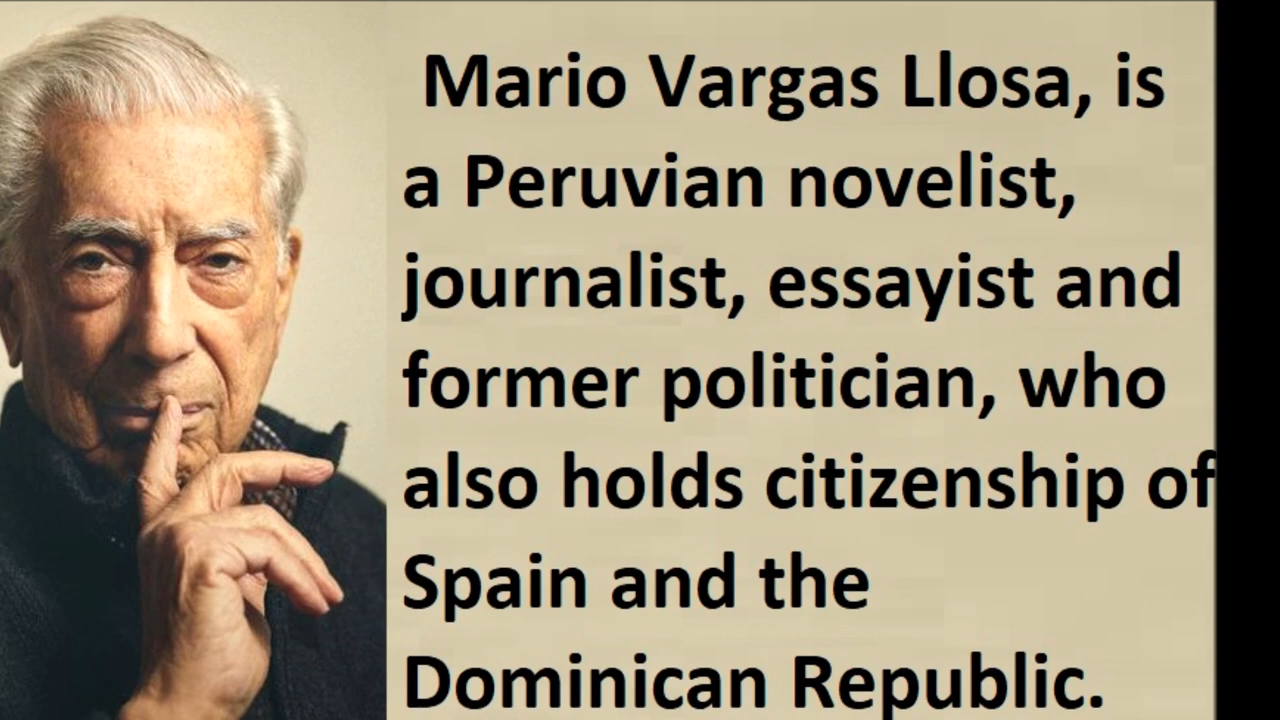 Mario Vargas Llosa, is
a Peruvian novelist,
journalist, essayist and
former politician, who
also holds citizenship of
Spain and the
Dominican Republic.